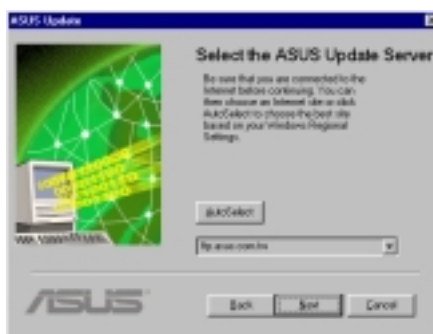 ASUS Update
Select the ASUS Update Server
Be sure that you are connected to the
Internet before continuing. You can
then choose an Internet site or click
AutoSelect to choose the best site
based on your Windows Regional
Settings.
AutoSelect
ftp.asus.com.tw
ASUS
Back
Next
Cancel